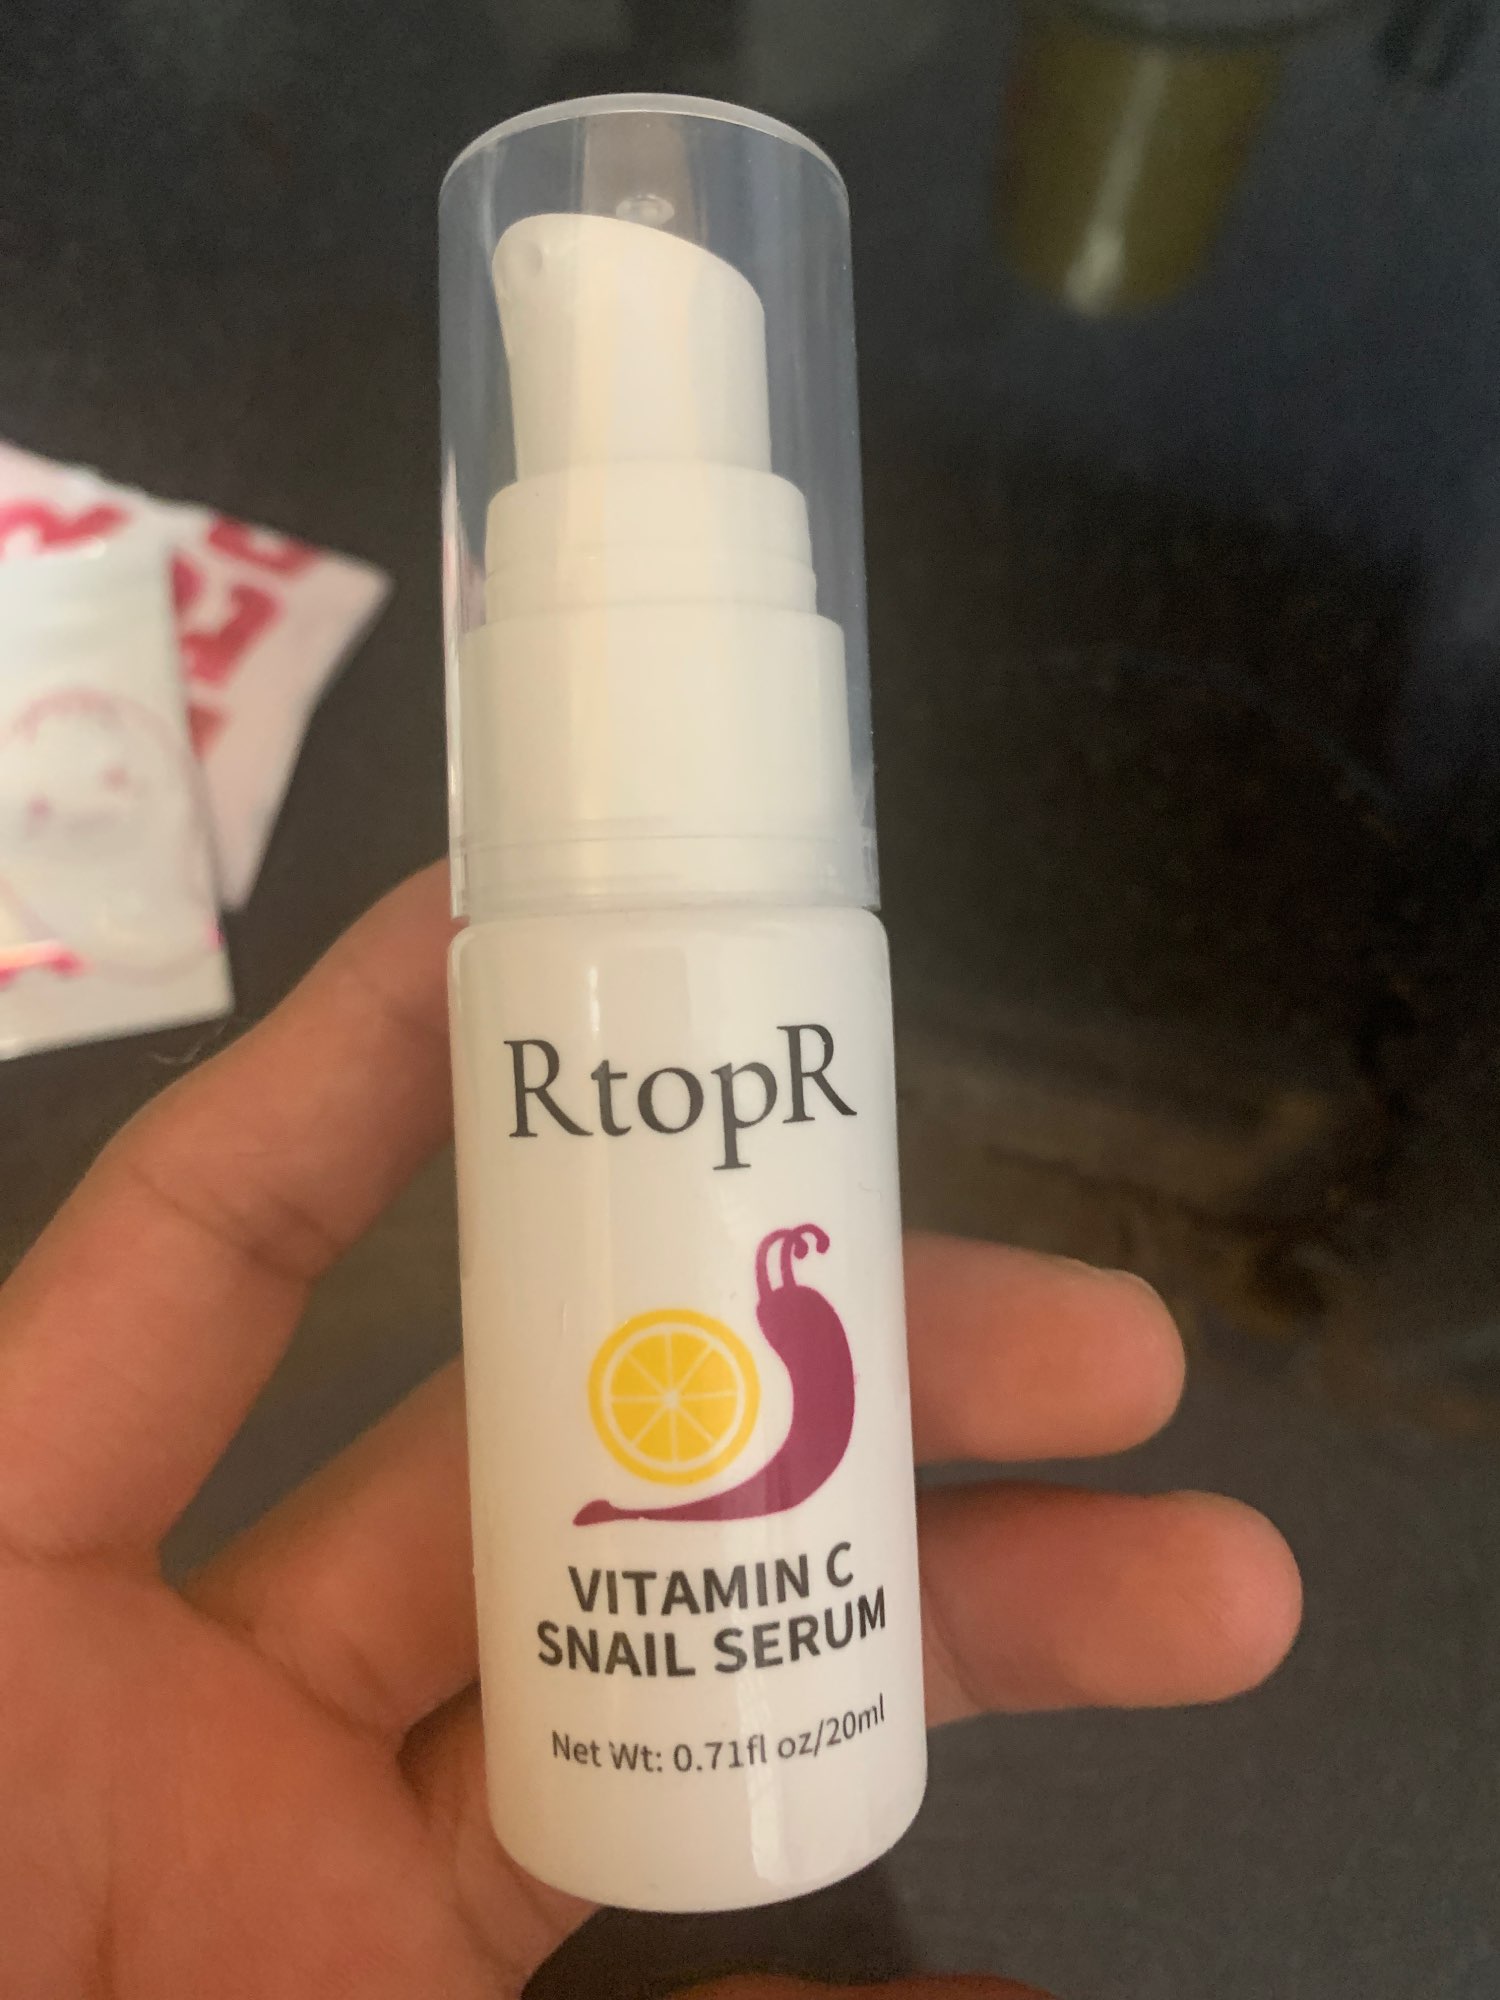 RtopR
VITAMIN C
SNAIL SERUM
Net Wt: 0.71fl oz/20ml